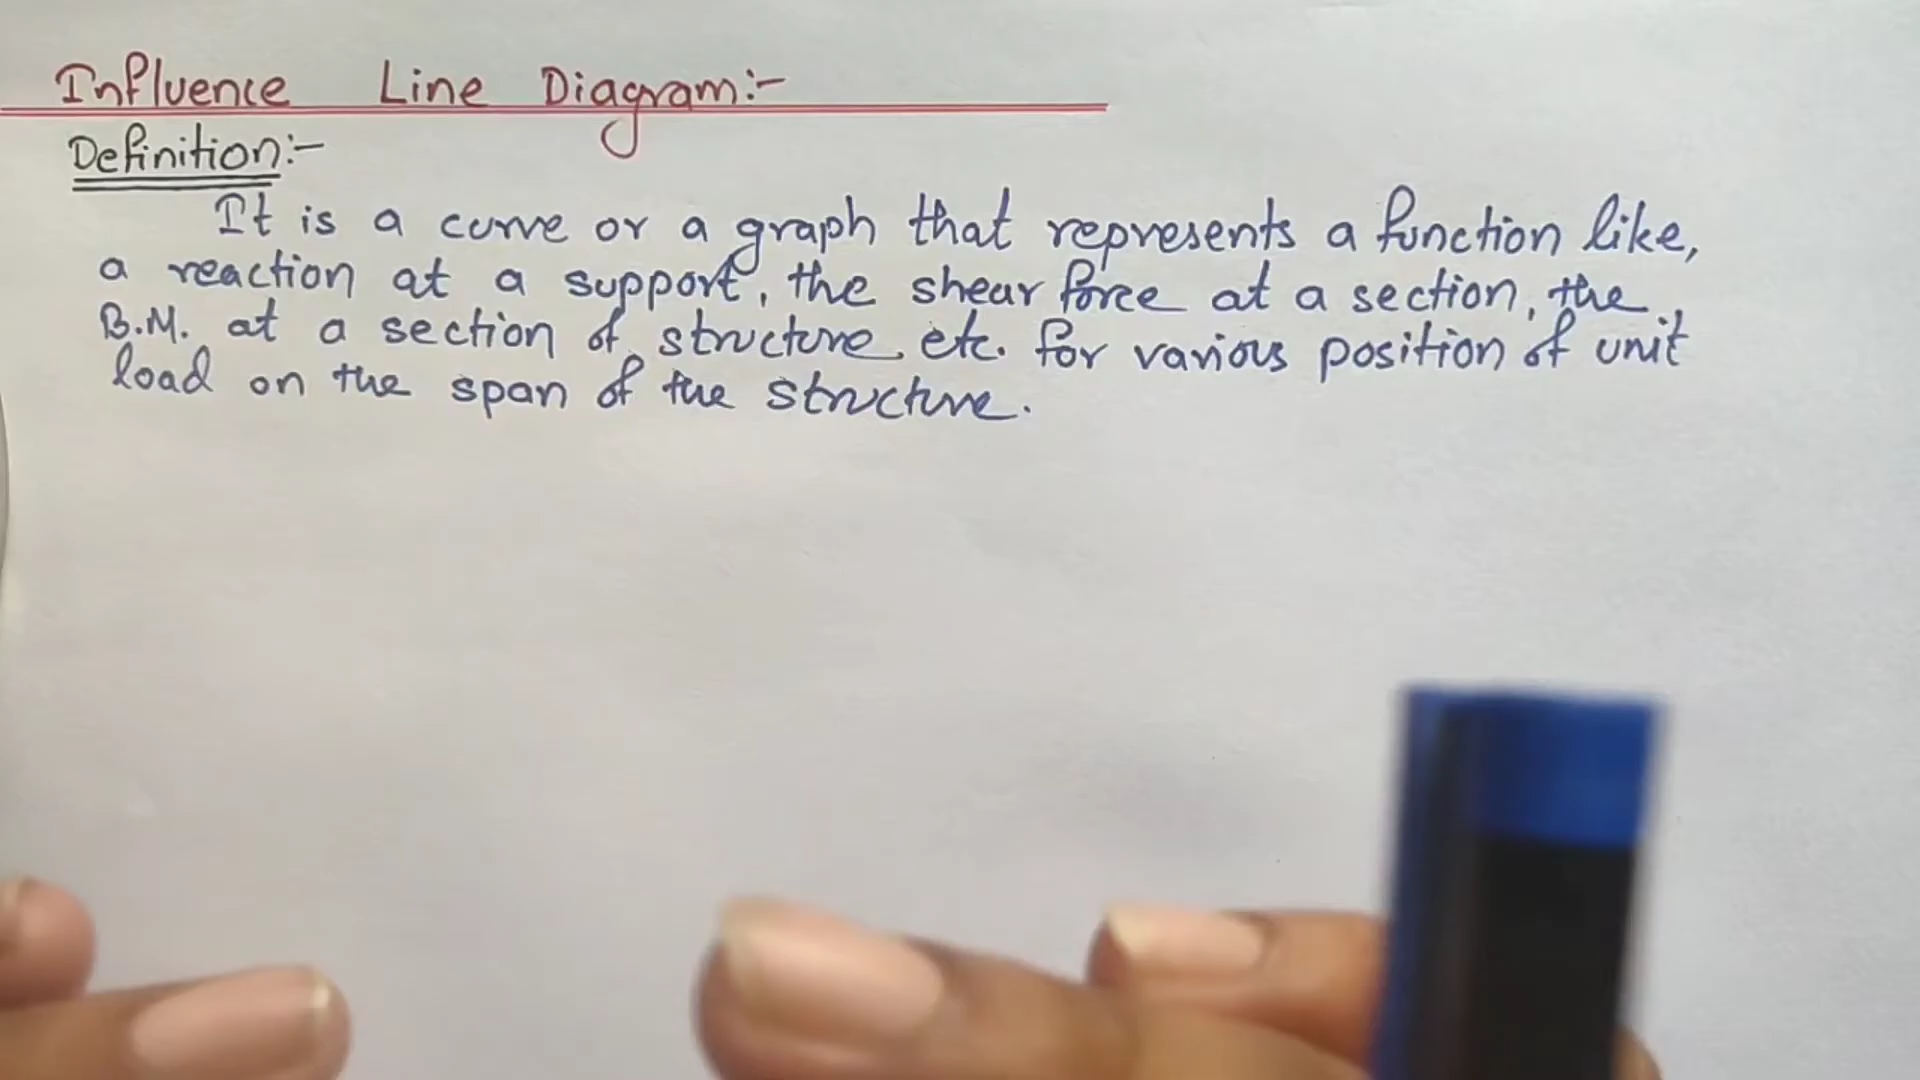 Influence Line Diagram:-
Definition:-
It is a curve or a graph that represents a function like,
a reaction at a support, the shear force at a section, the
B.M. at a section of structure etc. for various position of unit
load on the span of the structure.